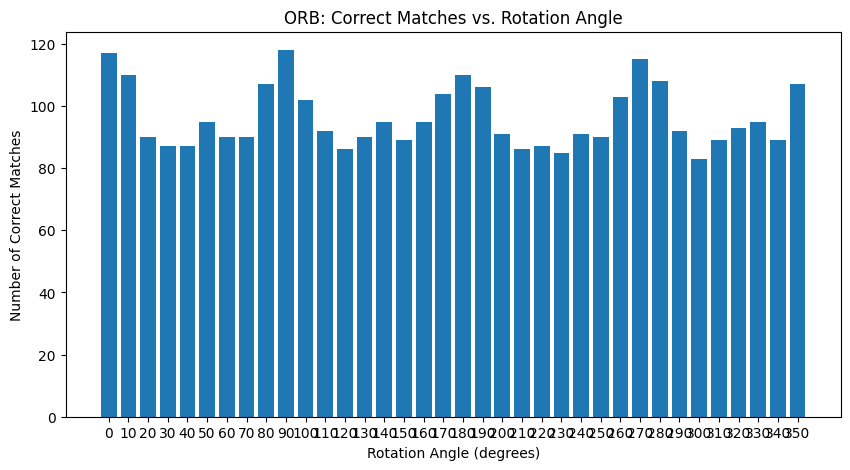 ORB: Correct Matches vs. Rotation Angle
120
100
80
60
40
20
0
Number of Correct Matches
0 10 20 30 40 50 60 70 80 90 100 110 120 130 140 150 160 170 180 190 200 210 220 230 240 250 260 270 280 290 300 310 320 330 340 350
Rotation Angle (degrees)